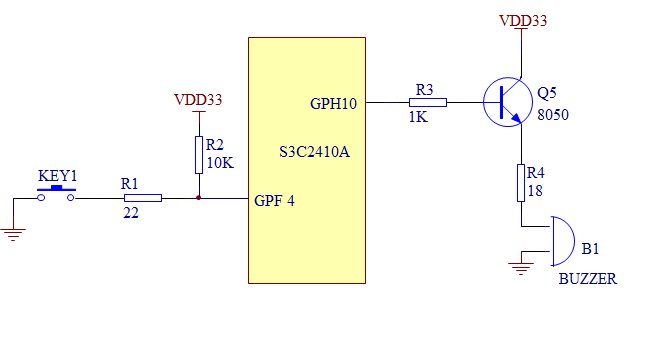 VDD33
VDD33
GPH10
R3
1K
Q5
8050
R2
10K
S3C2410A
KEY1
R1
22
GPF 4
R4
18
B1
BUZZER